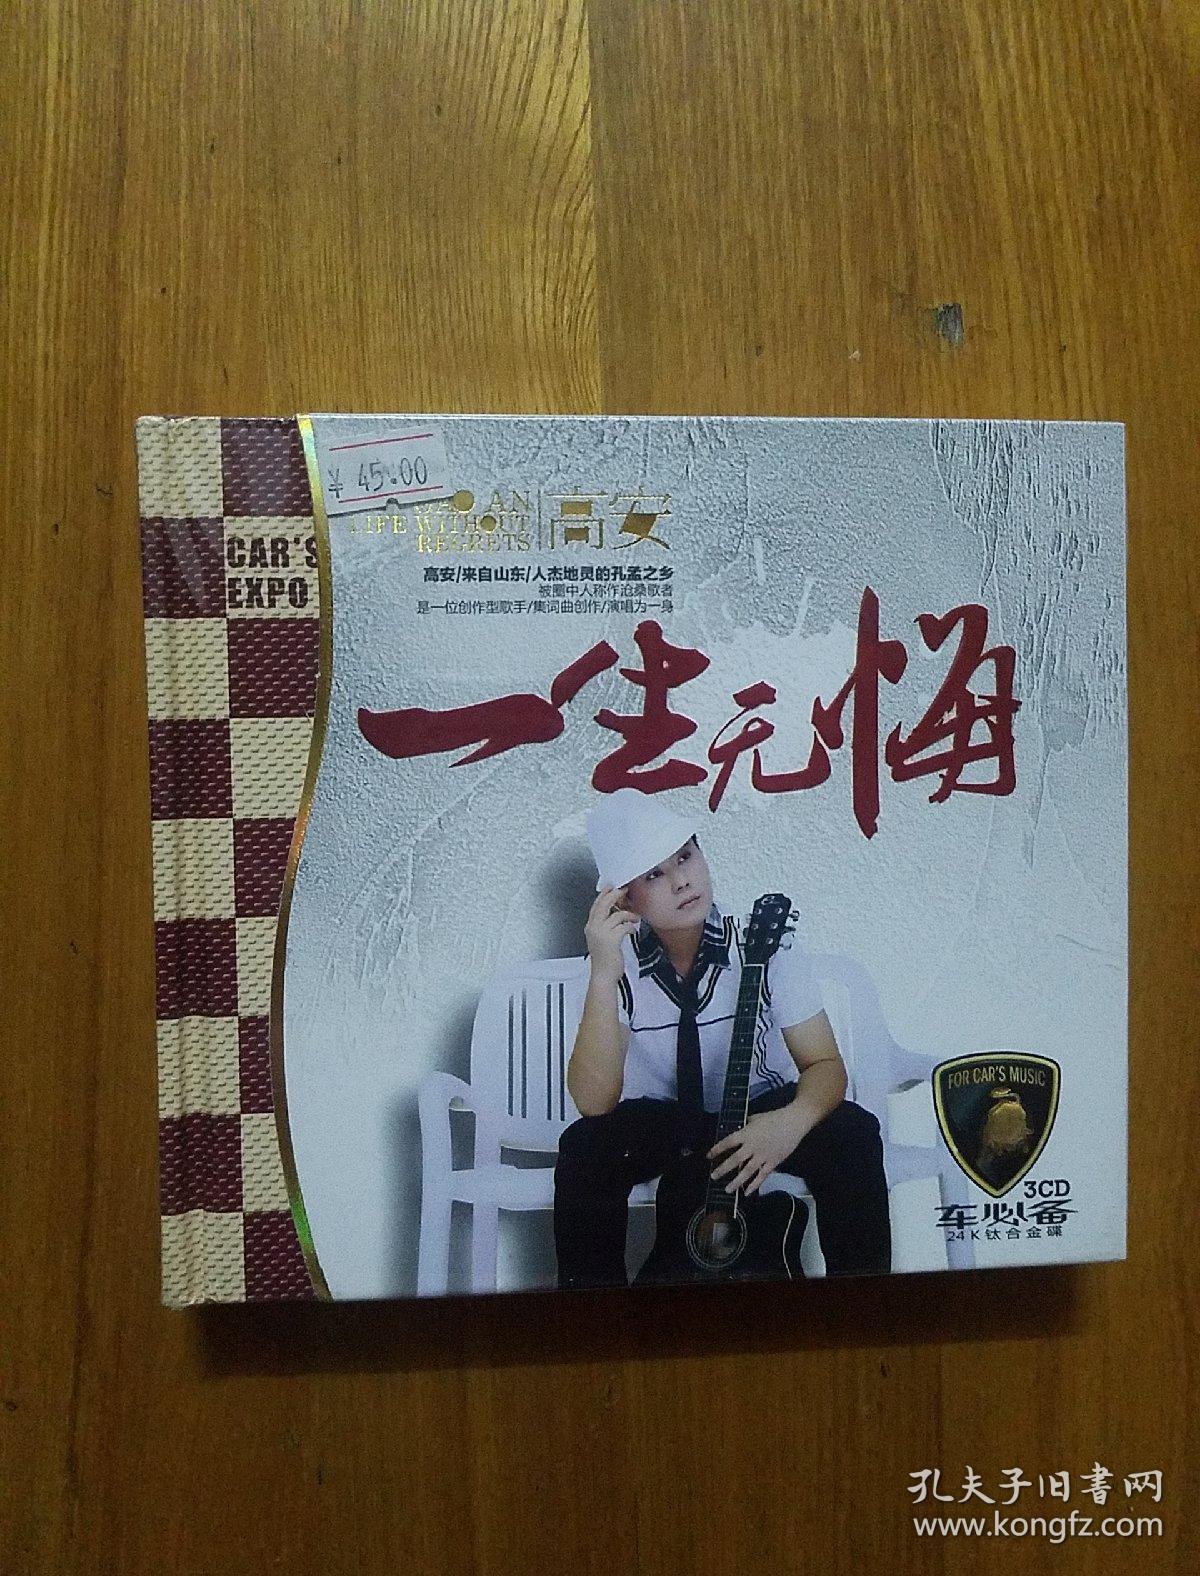 ¥ 45.00
CAR'S
EXPO
GAO AN
LIFE WITHOUT
REGRETS
高安
高安/来自山东/人杰地灵的孔孟之乡
被圈中人称作沧桑歌者
是一位创作型歌手/集词曲创作/演唱为一身
一生无悔
FOR CAR'S MUSIC
3CD
车必备
24K钛合金碟
孔夫子旧书网
www.kongfz.com